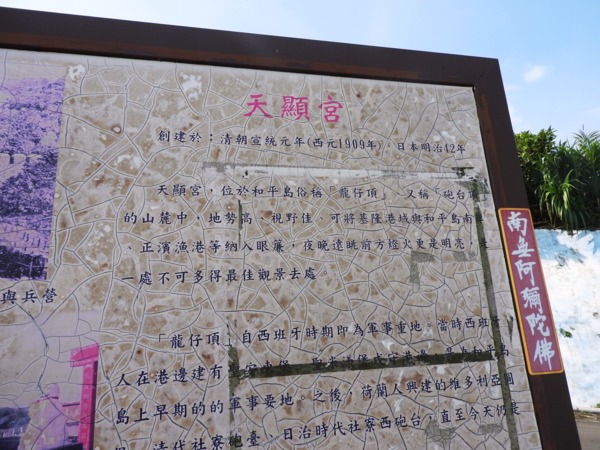 天顯宮
創建於：清朝宣統元年(西元1909年)、日本明治42年
天顯宮，位於和平島俗稱「龍仔頂」、又稱「砲台
的山麓中，地勢高、視野佳，可將基隆港域與和平島南
、正濱漁港等納入眼簾，夜晚遠眺前方燈火更是明亮，是
一處不可多得最佳觀景去處。
「龍仔頂」自西班牙時期即為軍事重地。當時西班牙
人在港邊建有
島上早期的的軍事要地。之後，荷蘭人興建的維多利亞圓
清代社寮砲臺、日治時代社寮西砲台，直至今天仍是
與兵營
南無阿彌陀佛